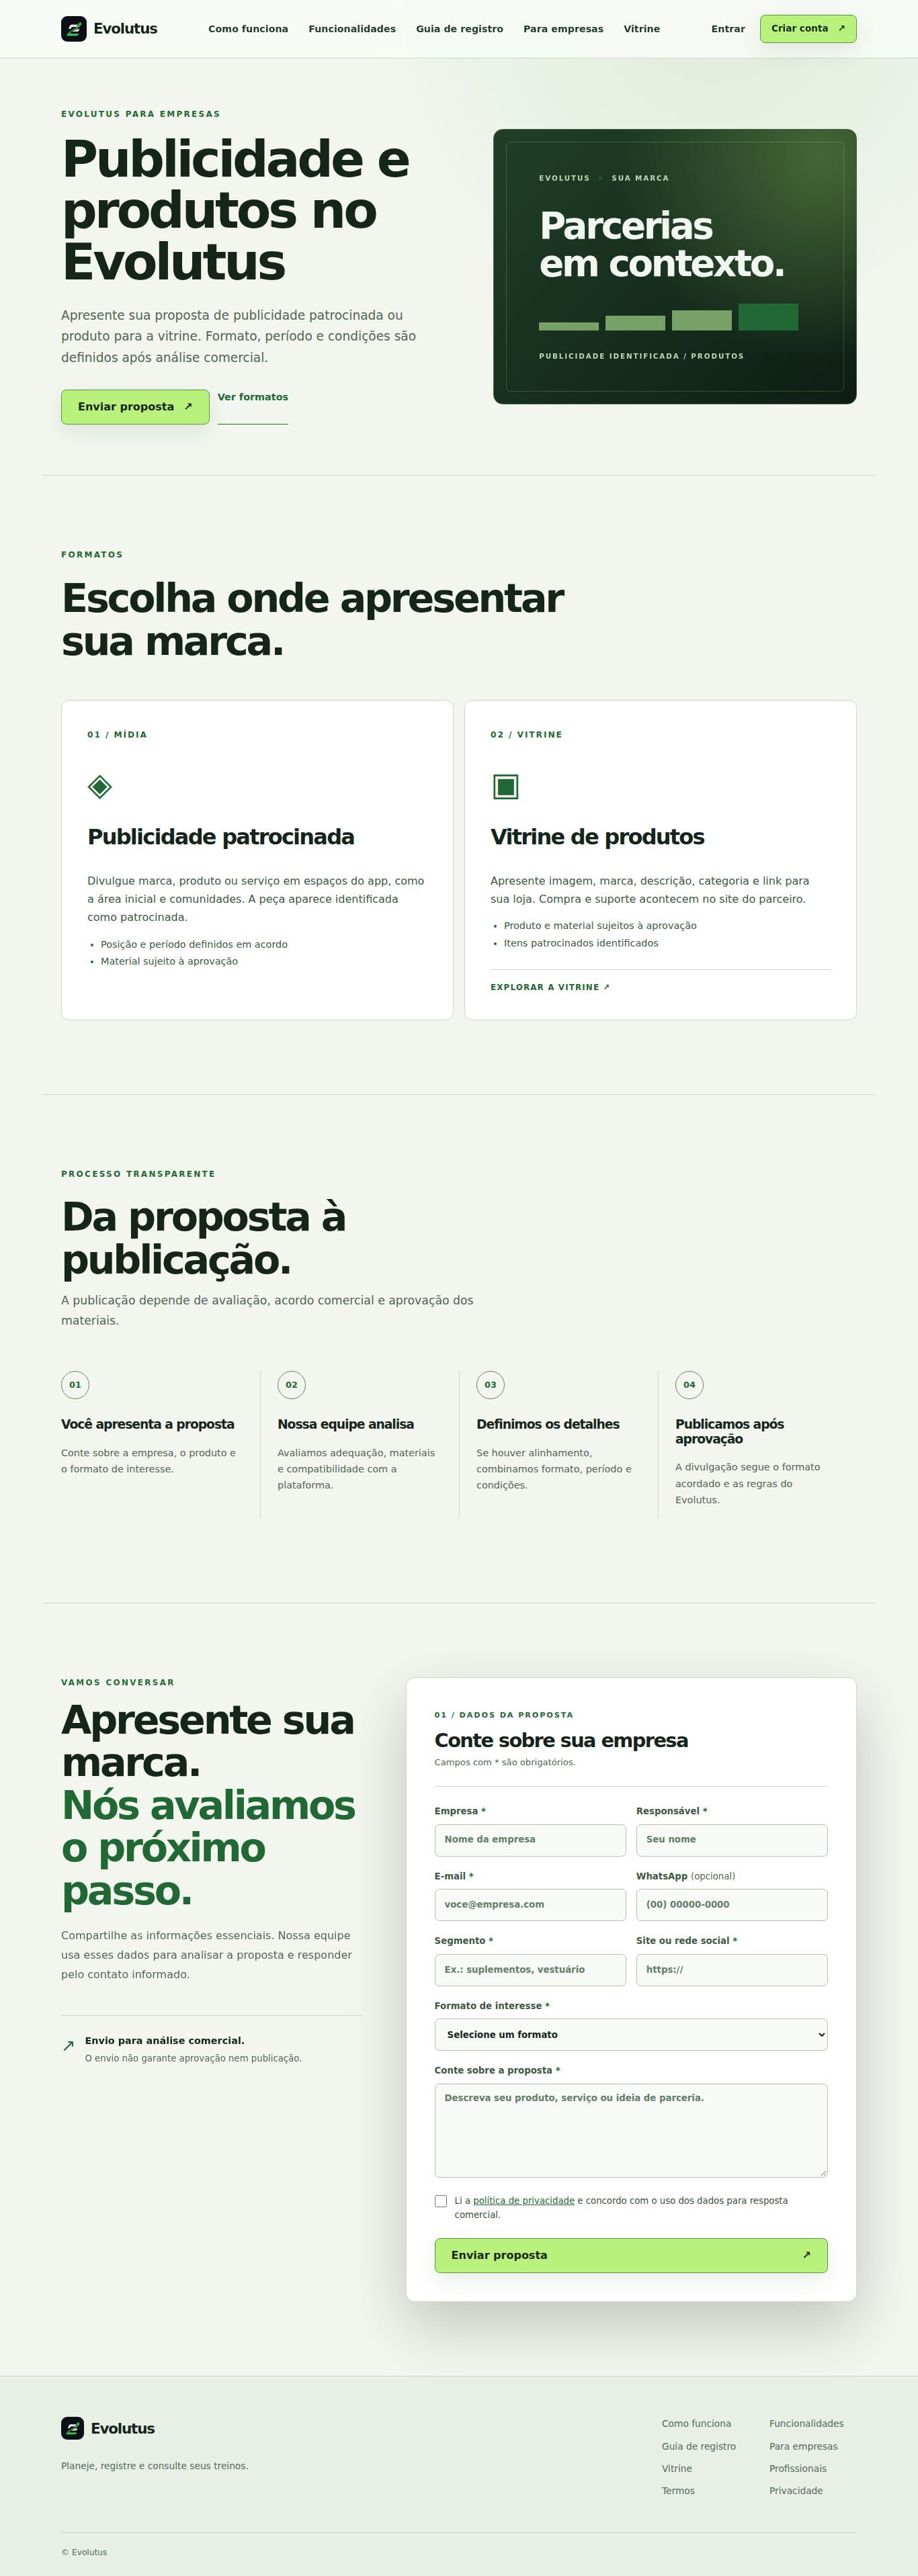 Evolutus
Como funciona
Funcionalidades
Guia de registro
Para empresas
Vitrine
Entrar
Criar conta ↗
EVOLUTUS PARA EMPRESAS
Publicidade e
produtos no
Evolutus
Apresente sua proposta de publicidade patrocinada ou
produto para a vitrine. Formato, período e condições são
definidos após análise comercial.
Enviar proposta ↗
Ver formatos
EVOLUTUS × SUA MARCA
Parcerias
em contexto.
PUBLICIDADE IDENTIFICADA / PRODUTOS
FORMATOS
Escolha onde apresentar
sua marca.
01 / MÍDIA
◈
Publicidade patrocinada
Divulgue marca, produto ou serviço em espaços do app, como
a área inicial e comunidades. A peça aparece identificada
como patrocinada.
• Posição e período definidos em acordo
• Material sujeito à aprovação
02 / VITRINE
▣
Vitrine de produtos
Apresente imagem, marca, descrição, categoria e link para
sua loja. Compra e suporte acontecem no site do parceiro.
• Produto e material sujeitos à aprovação
• Itens patrocinados identificados
EXPLORAR A VITRINE ↗
PROCESSO TRANSPARENTE
Da proposta à
publicação.
A publicação depende de avaliação, acordo comercial e aprovação dos
materiais.
01
Você apresenta a proposta
Conte sobre a empresa, o produto e
o formato de interesse.
02
Nossa equipe analisa
Avaliamos adequação, materiais
e compatibilidade com a
plataforma.
03
Definimos os detalhes
Se houver alinhamento,
combinamos formato, período e
condições.
04
Publicamos após
aprovação
A divulgação segue o formato
acordado e as regras do
Evolutus.
VAMOS CONVERSAR
Apresente sua
marca.
Nós avaliamos
o próximo
passo.
Compartilhe as informações essenciais. Nossa equipe
usa esses dados para analisar a proposta e responder
pelo contato informado.
↗
Envio para análise comercial.
O envio não garante aprovação nem publicação.
01 / DADOS DA PROPOSTA
Conte sobre sua empresa
Campos com * são obrigatórios.
Empresa *
Nome da empresa
Responsável *
Seu nome
E-mail *
voce@empresa.com
WhatsApp (opcional)
(00) 00000-0000
Segmento *
Ex.: suplementos, vestuário
Site ou rede social *
https://
Formato de interesse *
Selecione um formato
Conte sobre a proposta *
Descreva seu produto, serviço ou ideia de parceria.
Li a política de privacidade e concordo com o uso dos dados para resposta
comercial.
Enviar proposta ↗
Evolutus
Planeje, registre e consulte seus treinos.
Como funciona
Funcionalidades
Guia de registro
Para empresas
Vitrine
Profissionais
Termos
Privacidade
© Evolutus